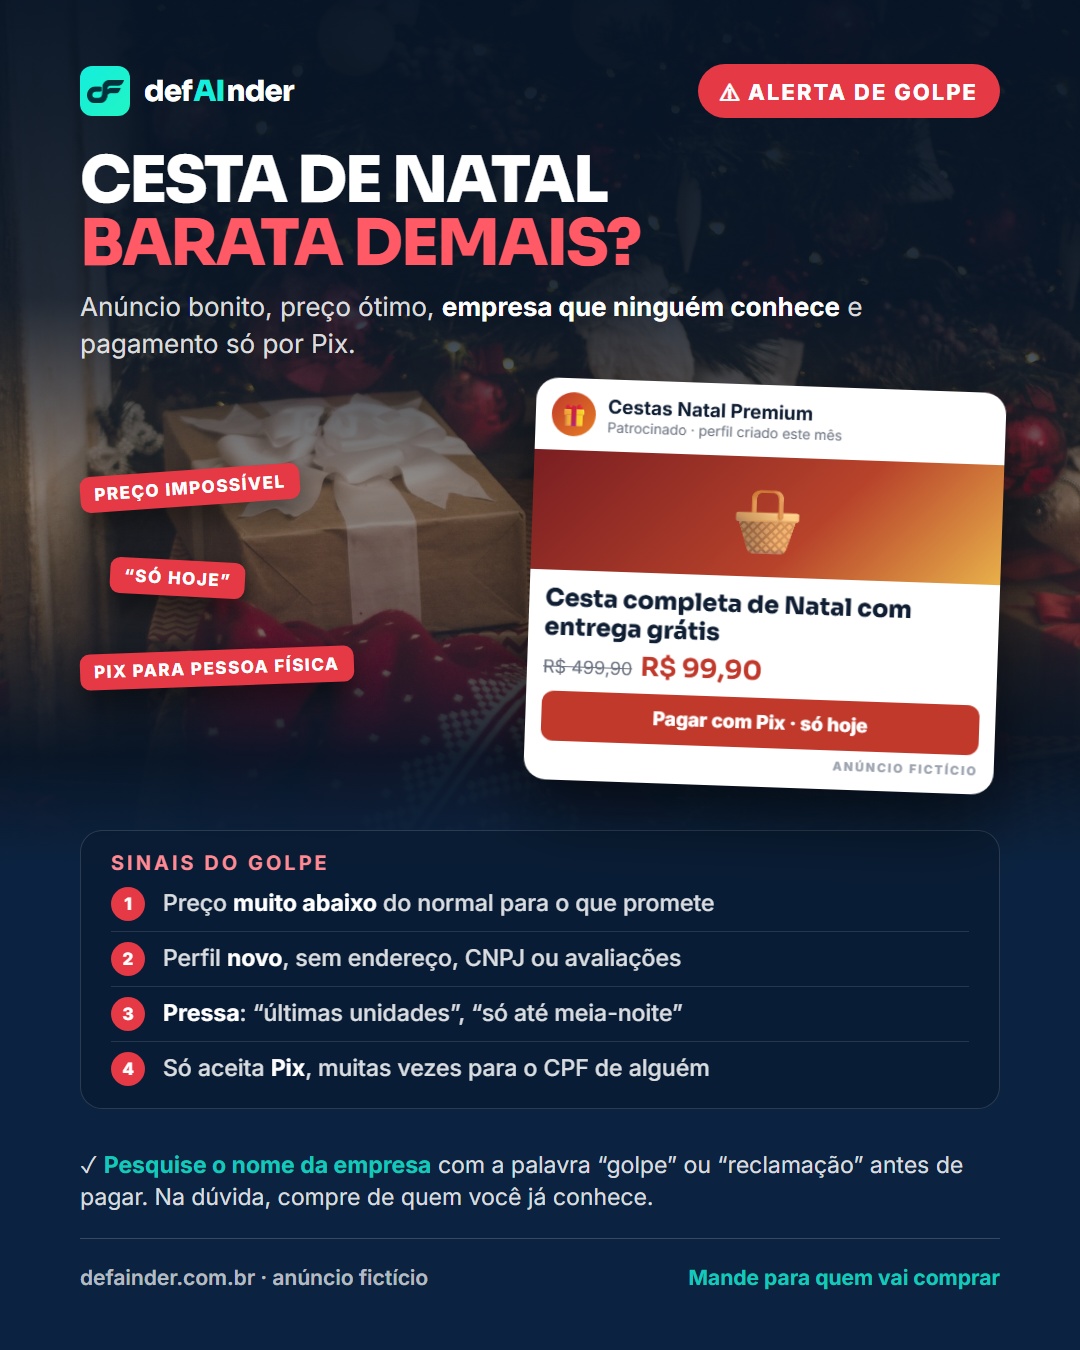 defAInder
⚠ ALERTA DE GOLPE
CESTA DE NATAL
BARATA DEMAIS?
Anúncio bonito, preço ótimo, empresa que ninguém conhece e
pagamento só por Pix.
PREÇO IMPOSSÍVEL
“SÓ HOJE”
PIX PARA PESSOA FÍSICA
Cestas Natal Premium
Patrocinado · perfil criado este mês
Cesta completa de Natal com
entrega grátis
R$ 499,90 R$ 99,90
Pagar com Pix · só hoje
ANÚNCIO FICTÍCIO
SINAIS DO GOLPE
1 Preço muito abaixo do normal para o que promete
2 Perfil novo, sem endereço, CNPJ ou avaliações
3 Pressa: “últimas unidades”, “só até meia-noite”
4 Só aceita Pix, muitas vezes para o CPF de alguém
✓ Pesquise o nome da empresa com a palavra “golpe” ou “reclamação” antes de
pagar. Na dúvida, compre de quem você já conhece.
defainder.com.br · anúncio fictício
Mande para quem vai comprar